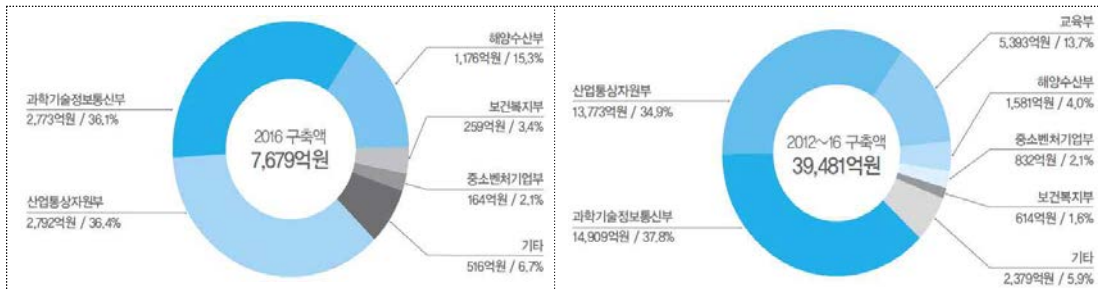 해양수산부
1,176억원 / 15,3%
과학기술정보통신부
2,773억원 / 36,1%
보건복지부
259억원 / 3,4%
2016 구축액
7,679억원
중소벤처기업부
164억원 / 2,1%
산업통상자원부
2,792억원 / 36,4%
기타
516억원 / 6,7%
교육부
5,393억원 / 13,7%
산업통상자원부
13,773억원 / 34,9%
해양수산부
1,581억원 / 4,0%
2012~16 구축액
39,481억원
중소벤처기업부
832억원 / 2,1%
보건복지부
614억원 / 1,6%
과학기술정보통신부
14,909억원 / 37,8%
기타
2,379억원 / 5,9%